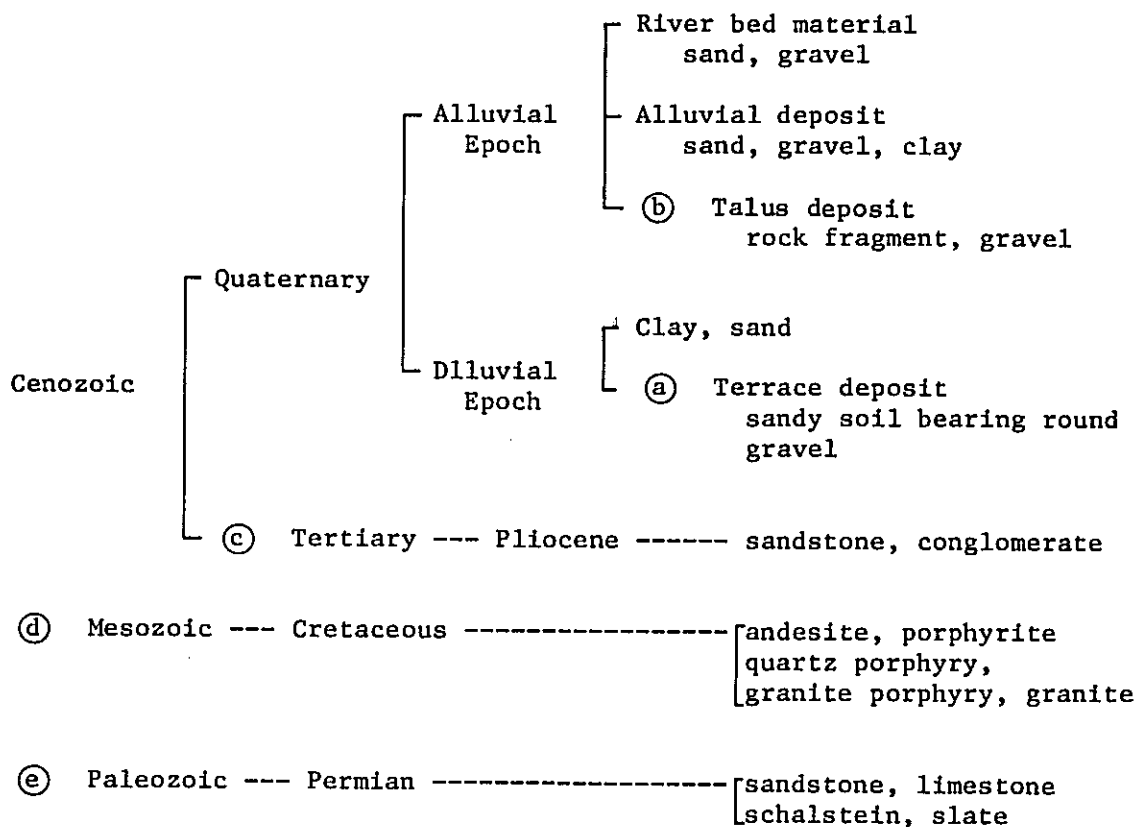 River bed material
sand, gravel
Alluvial Epoch
Alluvial deposit
sand, gravel, clay
ⓑ Talus deposit
rock fragment, gravel
Quaternary
Clay, sand
Cenozoic
Dlluvial Epoch
ⓐ Terrace deposit
sandy soil bearing round
gravel
ⓒ Tertiary --- Pliocene ------ sandstone, conglomerate
ⓓ Mesozoic --- Cretaceous ----------------- andesite, porphyrite
quartz porphyry,
granite porphyry, granite
ⓔ Paleozoic --- Permian ------------------- sandstone, limestone
schalstein, slate